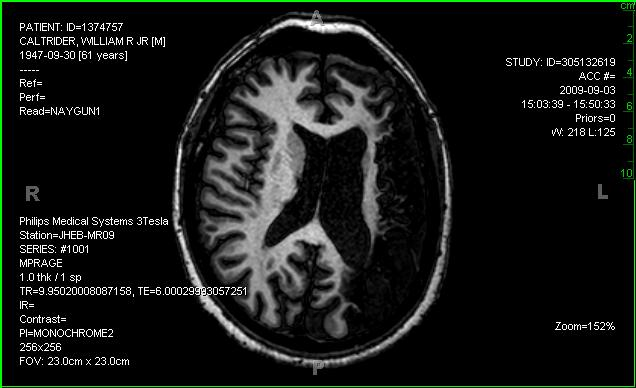 PATIENT: ID=1374757
CALTRIDER, WILLIAM R JR [M]
1947-09-30 [61 years]
-----
Ref=
Perf=
Read=NAYGUN1
A
cm
2
4
6
8
10
STUDY: ID=305132619
ACC #=
2009-09-03
15:03:39 - 15:50:33
Priors=0
W: 218 L:125
R
L
Philips Medical Systems 3Tesla
Station=JHEB-MR09
SERIES: #1001
MPRAGE
1.0 thk / 1 sp
TR=9.95020008087158, TE=6.00029993057251
IR=
Contrast=
PI=MONOCHROME2
256x256
FOV: 23.0cm x 23.0cm
Zoom=152%
P